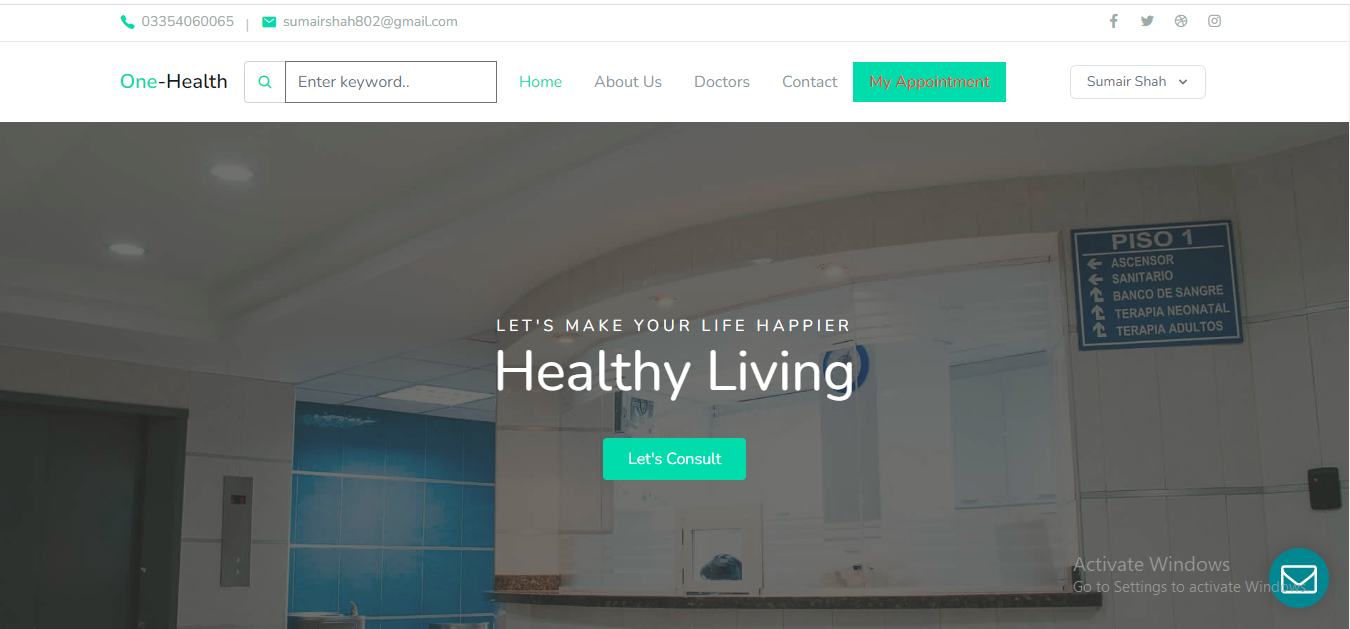 03354060065 | sumairshah802@gmail.com
One-Health Enter keyword.. Home About Us Doctors Contact My Appointment Sumair Shah
PISO 1
ASCENSOR
SANITARIO
BANCO DE SANGRE
TERAPIA NEONATAL
TERAPIA ADULTOS
LET'S MAKE YOUR LIFE HAPPIER
Healthy Living
Let's Consult
Activate Windows
Go to Settings to activate Windows.